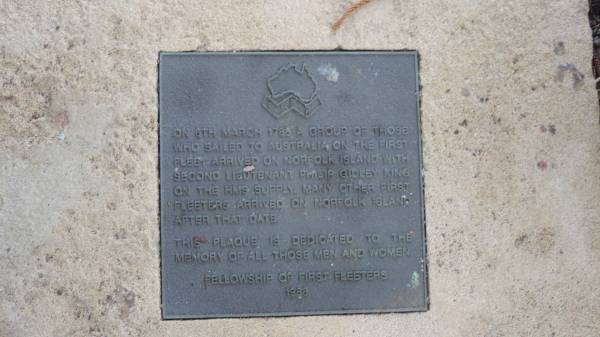 ON 6TH MARCH 1788 A GROUP OF THOSE
WHO SAILED TO AUSTRALIA ON THE FIRST
FLEET ARRIVED ON NORFOLK ISLAND WITH
SECOND LIEUTENANT PHILIP GIDLEY KING
ON THE HMS SUPPLY. MANY OTHER FIRST
FLEETERS ARRIVED ON NORFOLK ISLAND
AFTER THAT DATE.
THIS PLAQUE IS DEDICATED TO THE
MEMORY OF ALL THOSE MEN AND WOMEN
FELLOWSHIP OF FIRST FLEETERS
1988